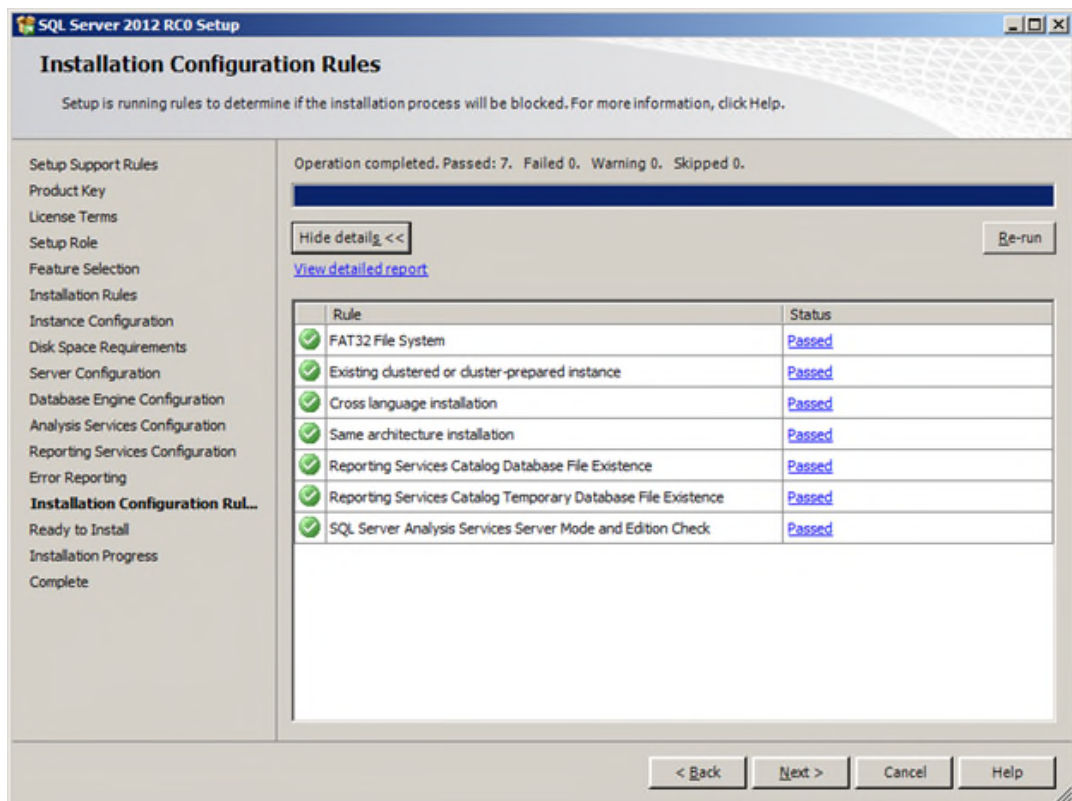 SQL Server 2012 RC0 Setup
Installation Configuration Rules
Setup is running rules to determine if the installation process will be blocked. For more information, click Help.
Setup Support Rules
Product Key
License Terms
Setup Role
Feature Selection
Installation Rules
Instance Configuration
Disk Space Requirements
Server Configuration
Database Engine Configuration
Analysis Services Configuration
Reporting Services Configuration
Error Reporting
Installation Configuration Rul...
Ready to Install
Installation Progress
Complete
Operation completed. Passed: 7.   Failed 0.   Warning 0.   Skipped 0.
Hide details <<
Re-run
View detailed report
Rule Status
FAT32 File System Passed
Existing clustered or cluster-prepared instance Passed
Cross language installation Passed
Same architecture installation Passed
Reporting Services Catalog Database File Existence Passed
Reporting Services Catalog Temporary Database File Existence Passed
SQL Server Analysis Services Server Mode and Edition Check Passed
< Back Next > Cancel Help